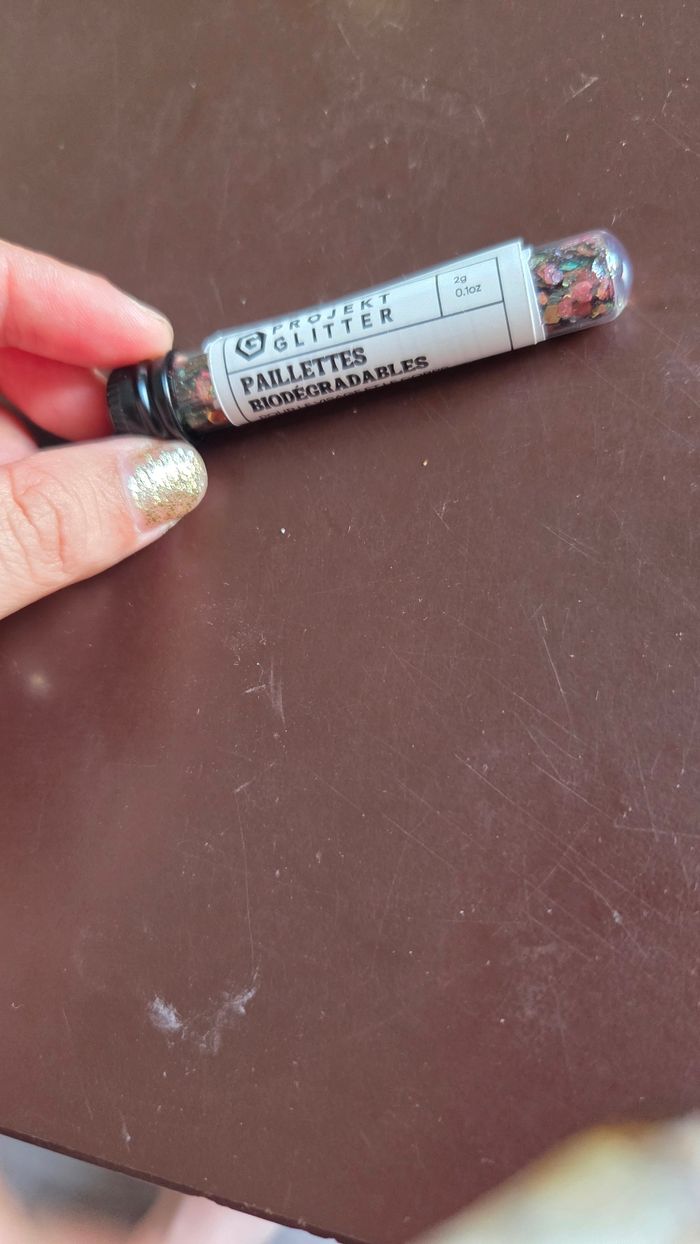 PROJEKT
GLITTER
2g
0.1oz
PAILLETTES
BIODÉGRADABLES